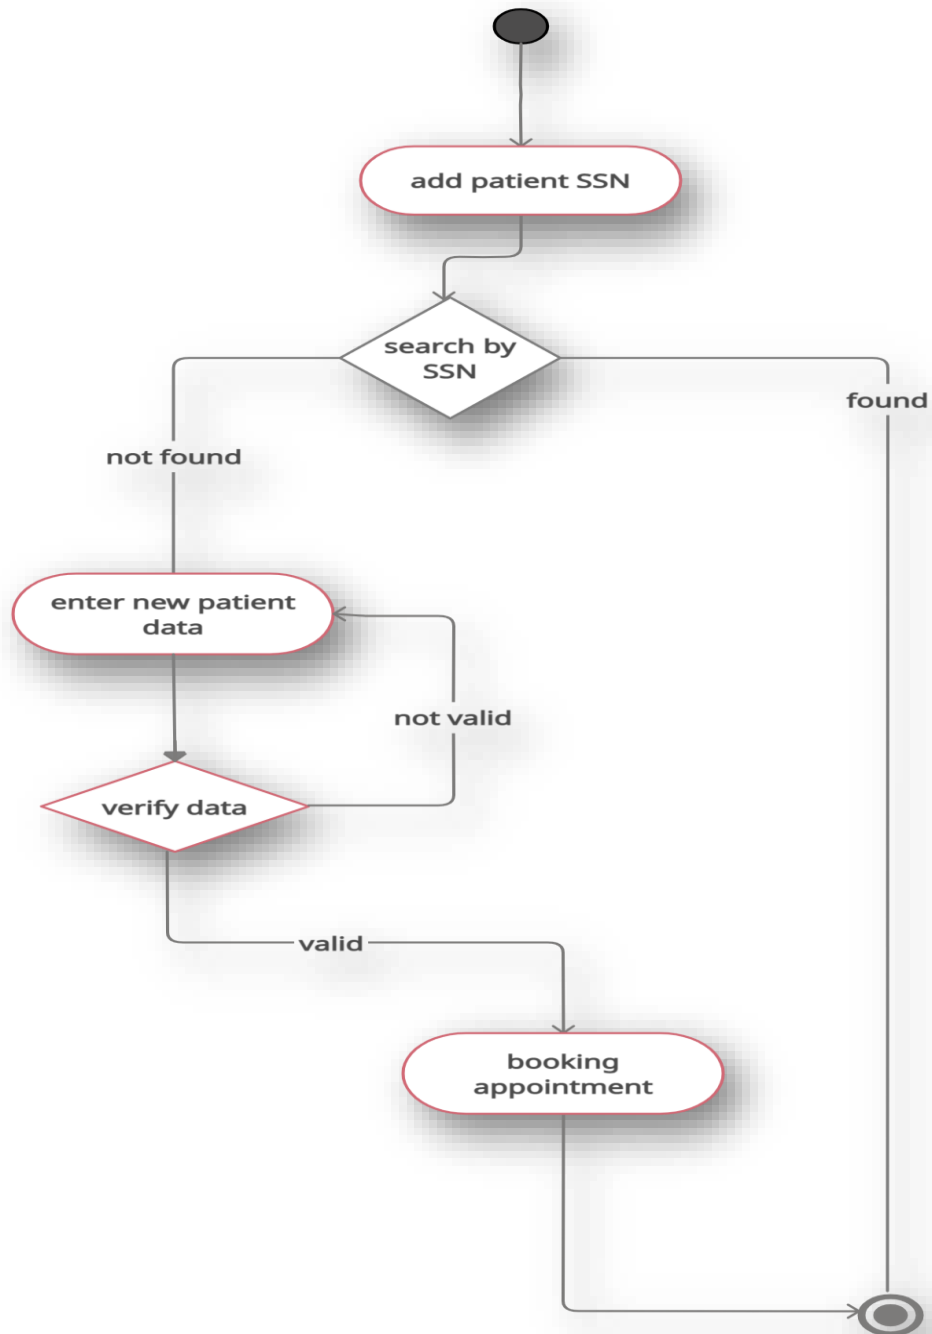 add patient SSN
search by
SSN
found
not found
enter new patient
data
not valid
verify data
valid
booking
appointment